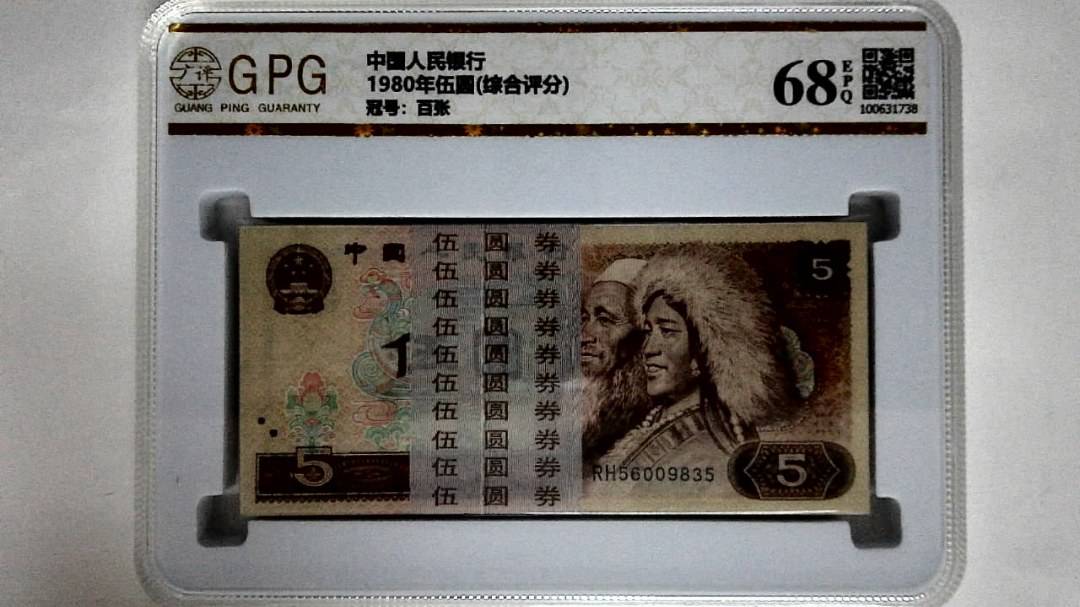 GPG
GUANG PING GUARANTY
中國人民银行
1980年伍圓(综合评分)
冠号：百张
68
EPQ
100631738
中国
伍 圆 券
伍 圆 券
伍 圆 券
伍 圆 券
伍 圆 券
伍 圆 券
伍 圆 券
伍 圆 券
伍 圆 券
伍 圆 券
5
5
RH56009835
5